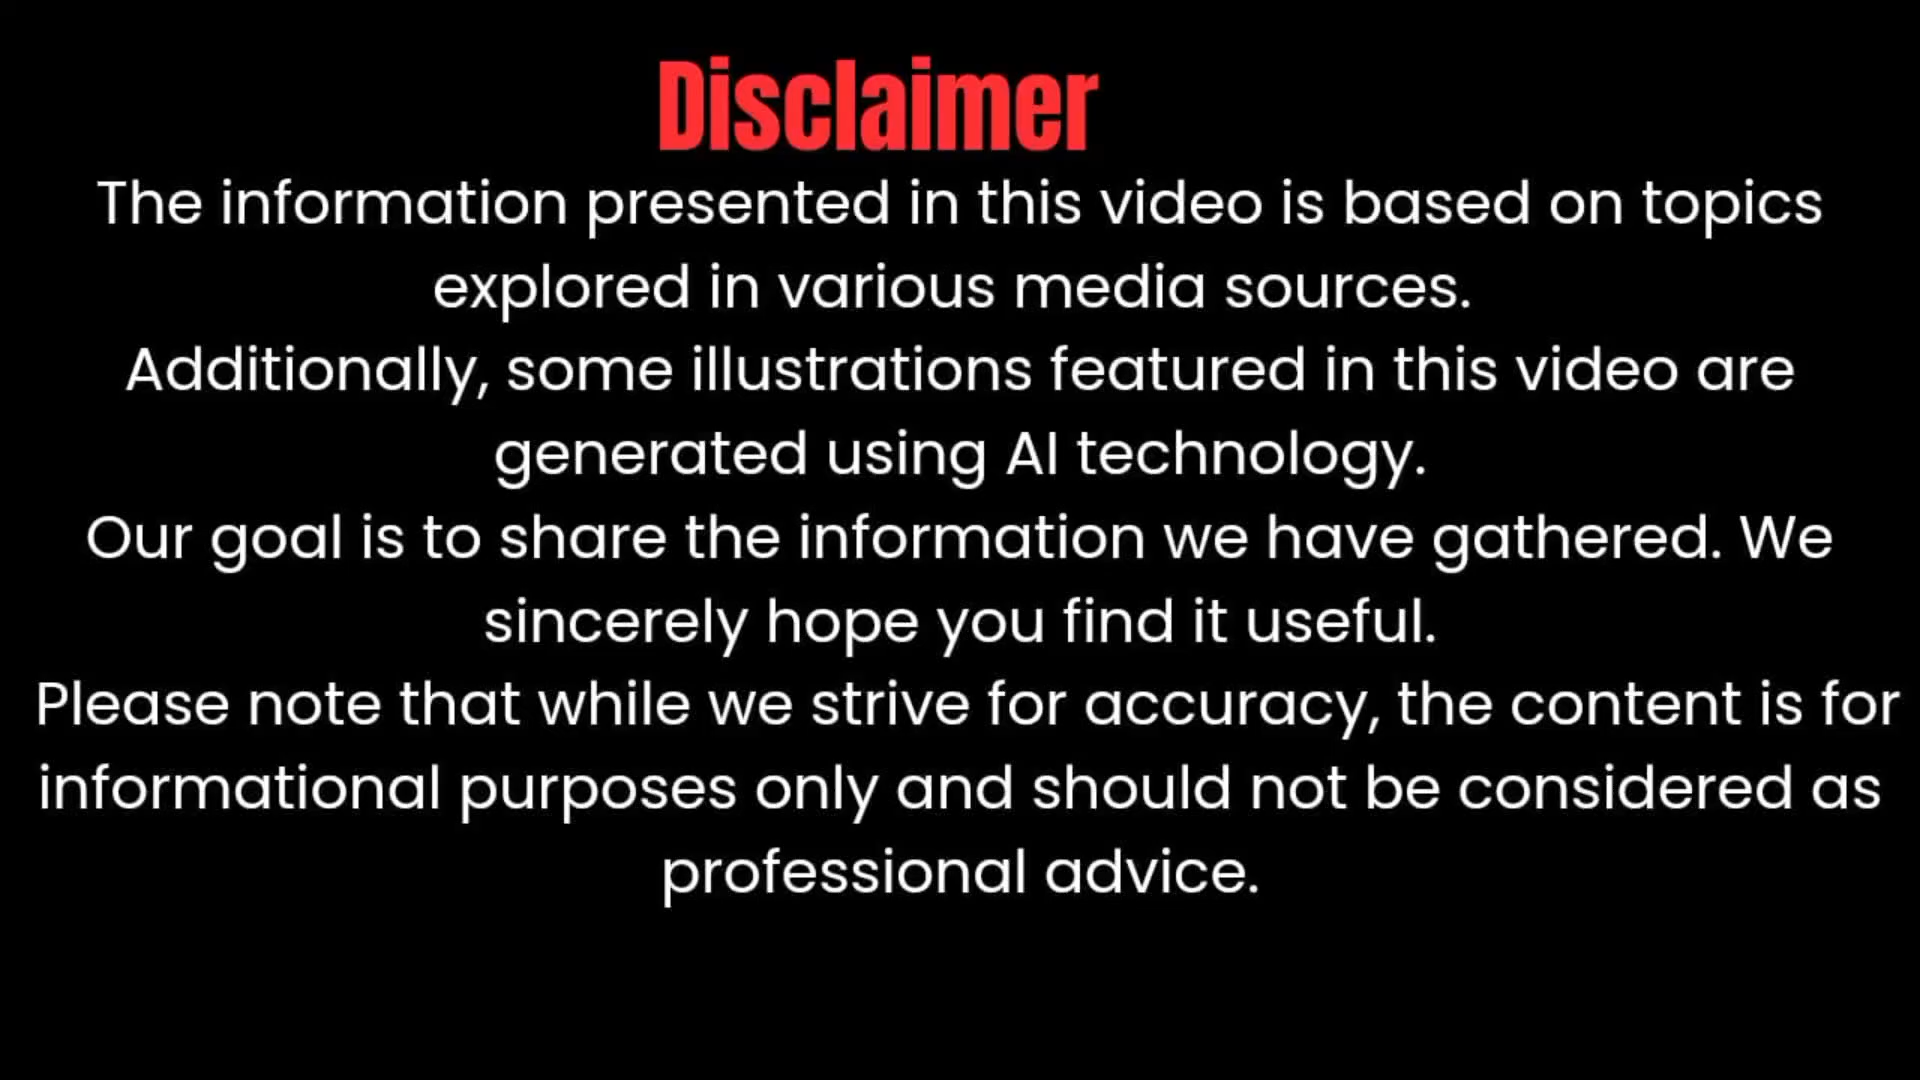 Disclaimer
The information presented in this video is based on topics
explored in various media sources.
Additionally, some illustrations featured in this video are
generated using AI technology.
Our goal is to share the information we have gathered. We
sincerely hope you find it useful.
Please note that while we strive for accuracy, the content is for
informational purposes only and should not be considered as
professional advice.